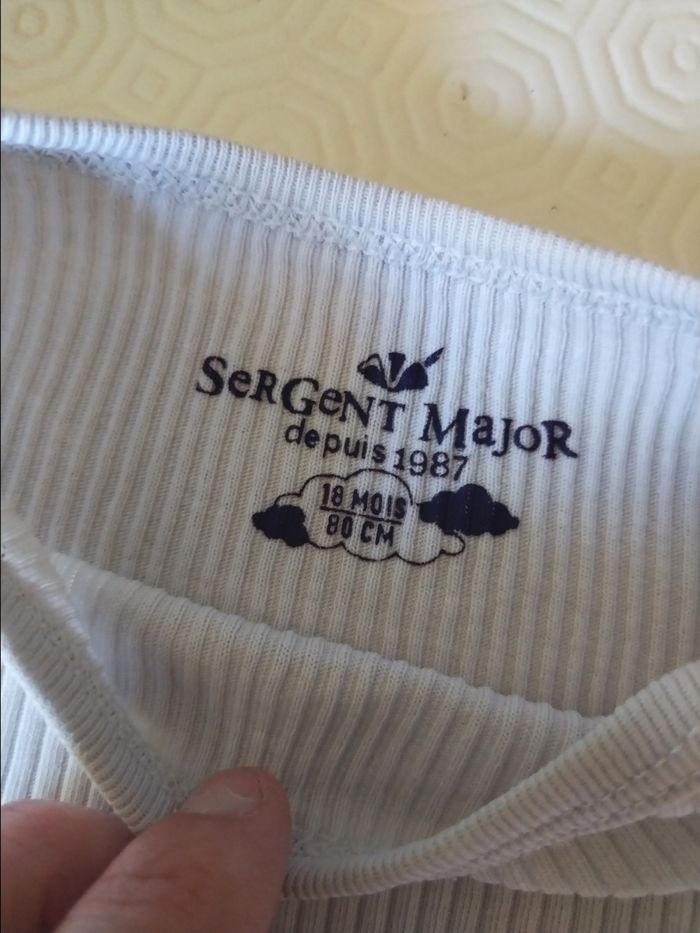 SeRGeNT MaJoR
depuis 1987
18 MOIS
80 CM